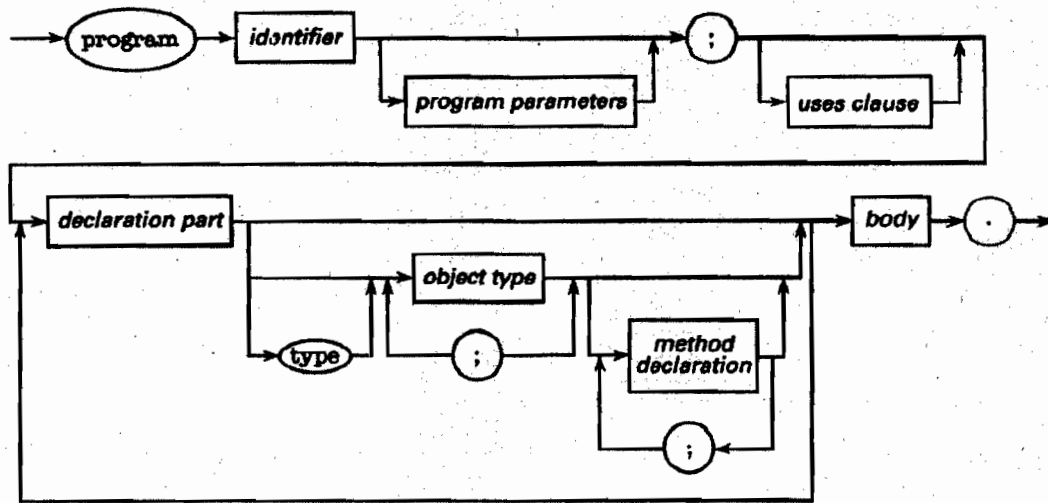 program identifier ;
program parameters uses clause
declaration part body .
object type
type ; method
declaration
;